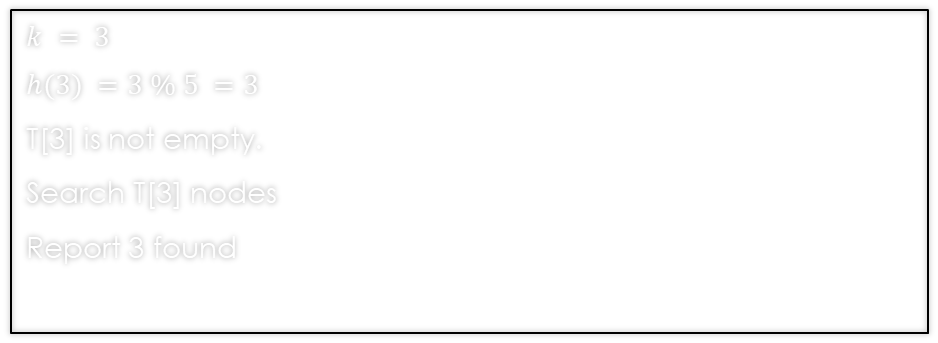 k = 3
h(3) = 3 % 5 = 3
T[3] is not empty.
Search T[3] nodes
Report 3 found